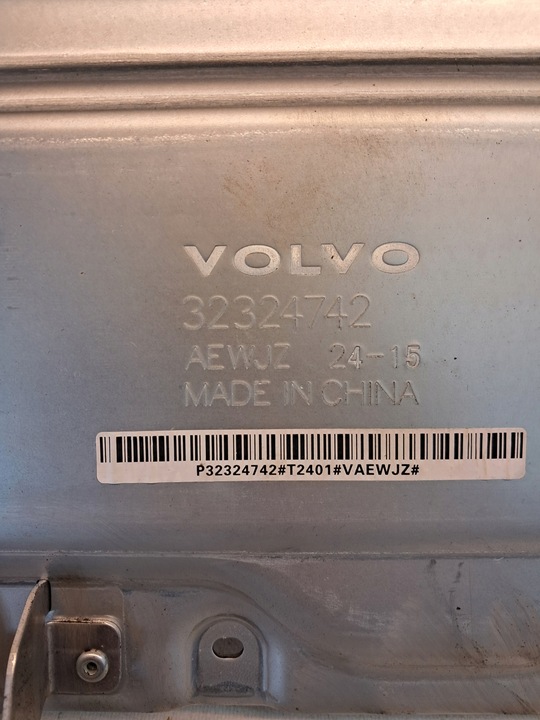 VOLVO
32324742
AEWJZ 24-15
MADE IN CHINA
P32324742#T2401#VAEWJZ#